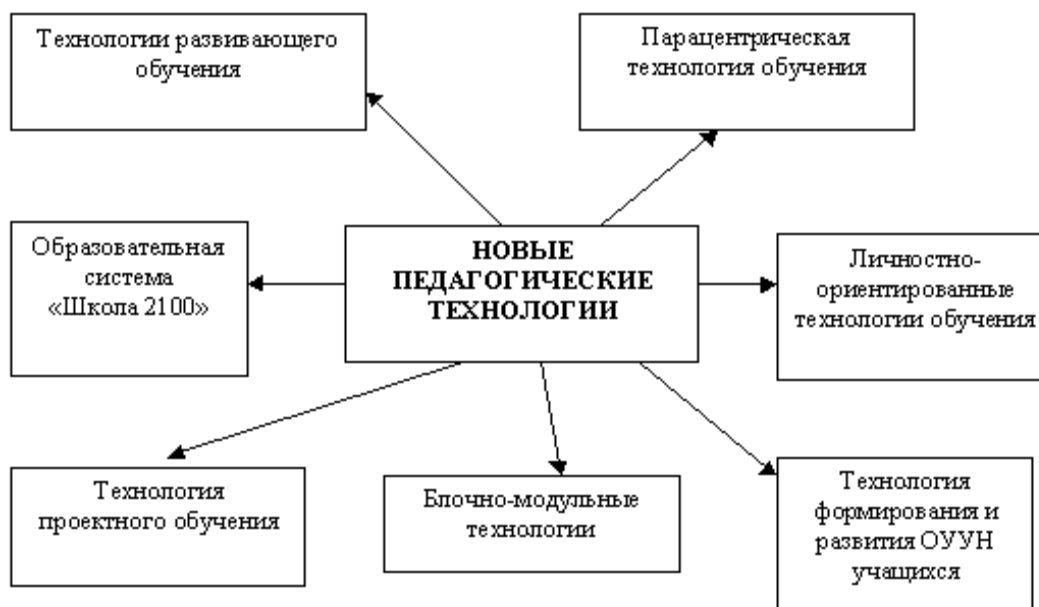 Технологии развивающего
обучения
Парацентрическая
технология обучения
Образовательная
система
«Школа 2100»
НОВЫЕ
ПЕДАГОГИЧЕСКИЕ
ТЕХНОЛОГИИ
Личностно-
ориентированные
технологии обучения
Технология
проектного обучения
Блочно-модульные
технологии
Технология
формирования и
развития ОУУН
учащихся